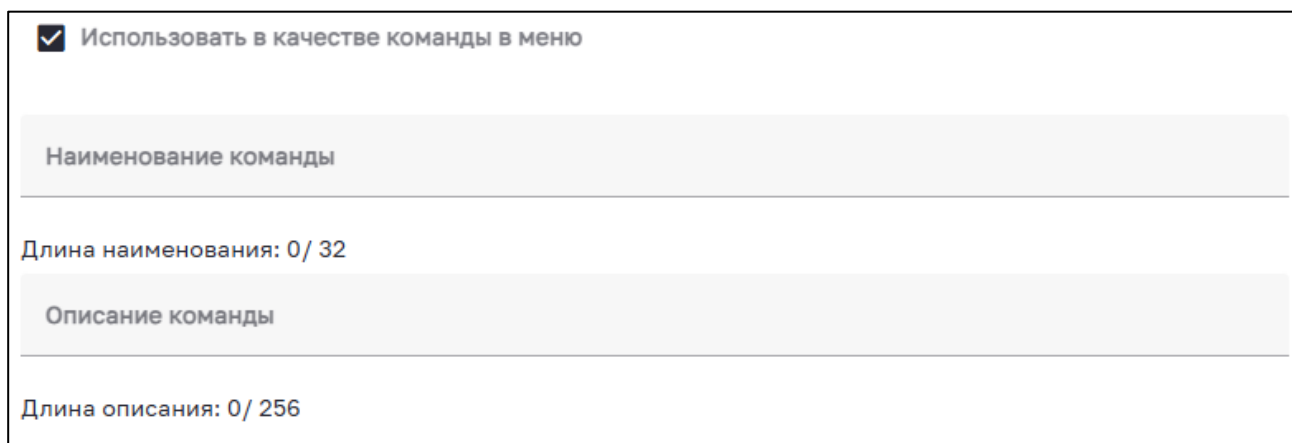 Использовать в качестве команды в меню
Наименование команды
Длина наименования: 0/ 32
Описание команды
Длина описания: 0/ 256